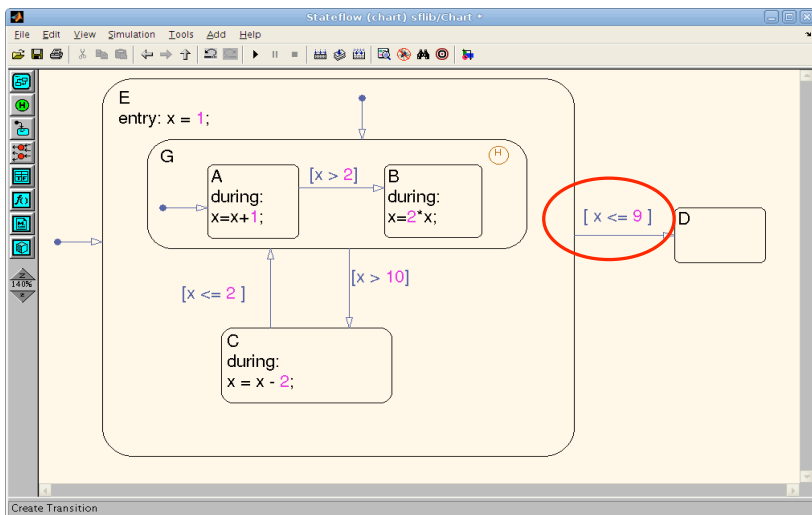 Stateflow (chart) sflib/Chart *
File Edit View Simulation Tools Add Help
E
entry: x = 1;
G
H
A
during:
x=x+1;
[x > 2]
B
during:
x=2*x;
[ x <= 9 ]
D
[x > 10]
[x <= 2 ]
C
during:
x = x - 2;
H
f()
Z
140%
z
Create Transition